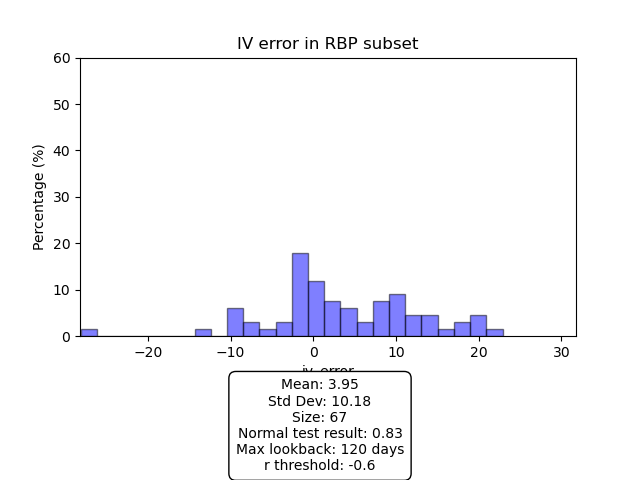 IV error in RBP subset
60
50
40
30
20
10
0
Percentage (%)
−20 −10 0 10 20 30
iv_error
Mean: 3.95
Std Dev: 10.18
Size: 67
Normal test result: 0.83
Max lookback: 120 days
r threshold: -0.6